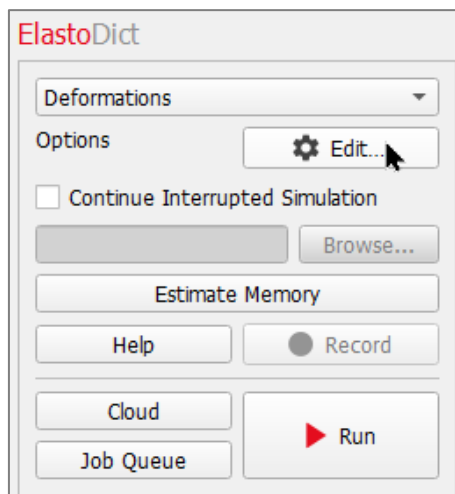 ElastoDict
Deformations
Options
Edit...
Continue Interrupted Simulation
Browse...
Estimate Memory
Help
Record
Cloud
Run
Job Queue